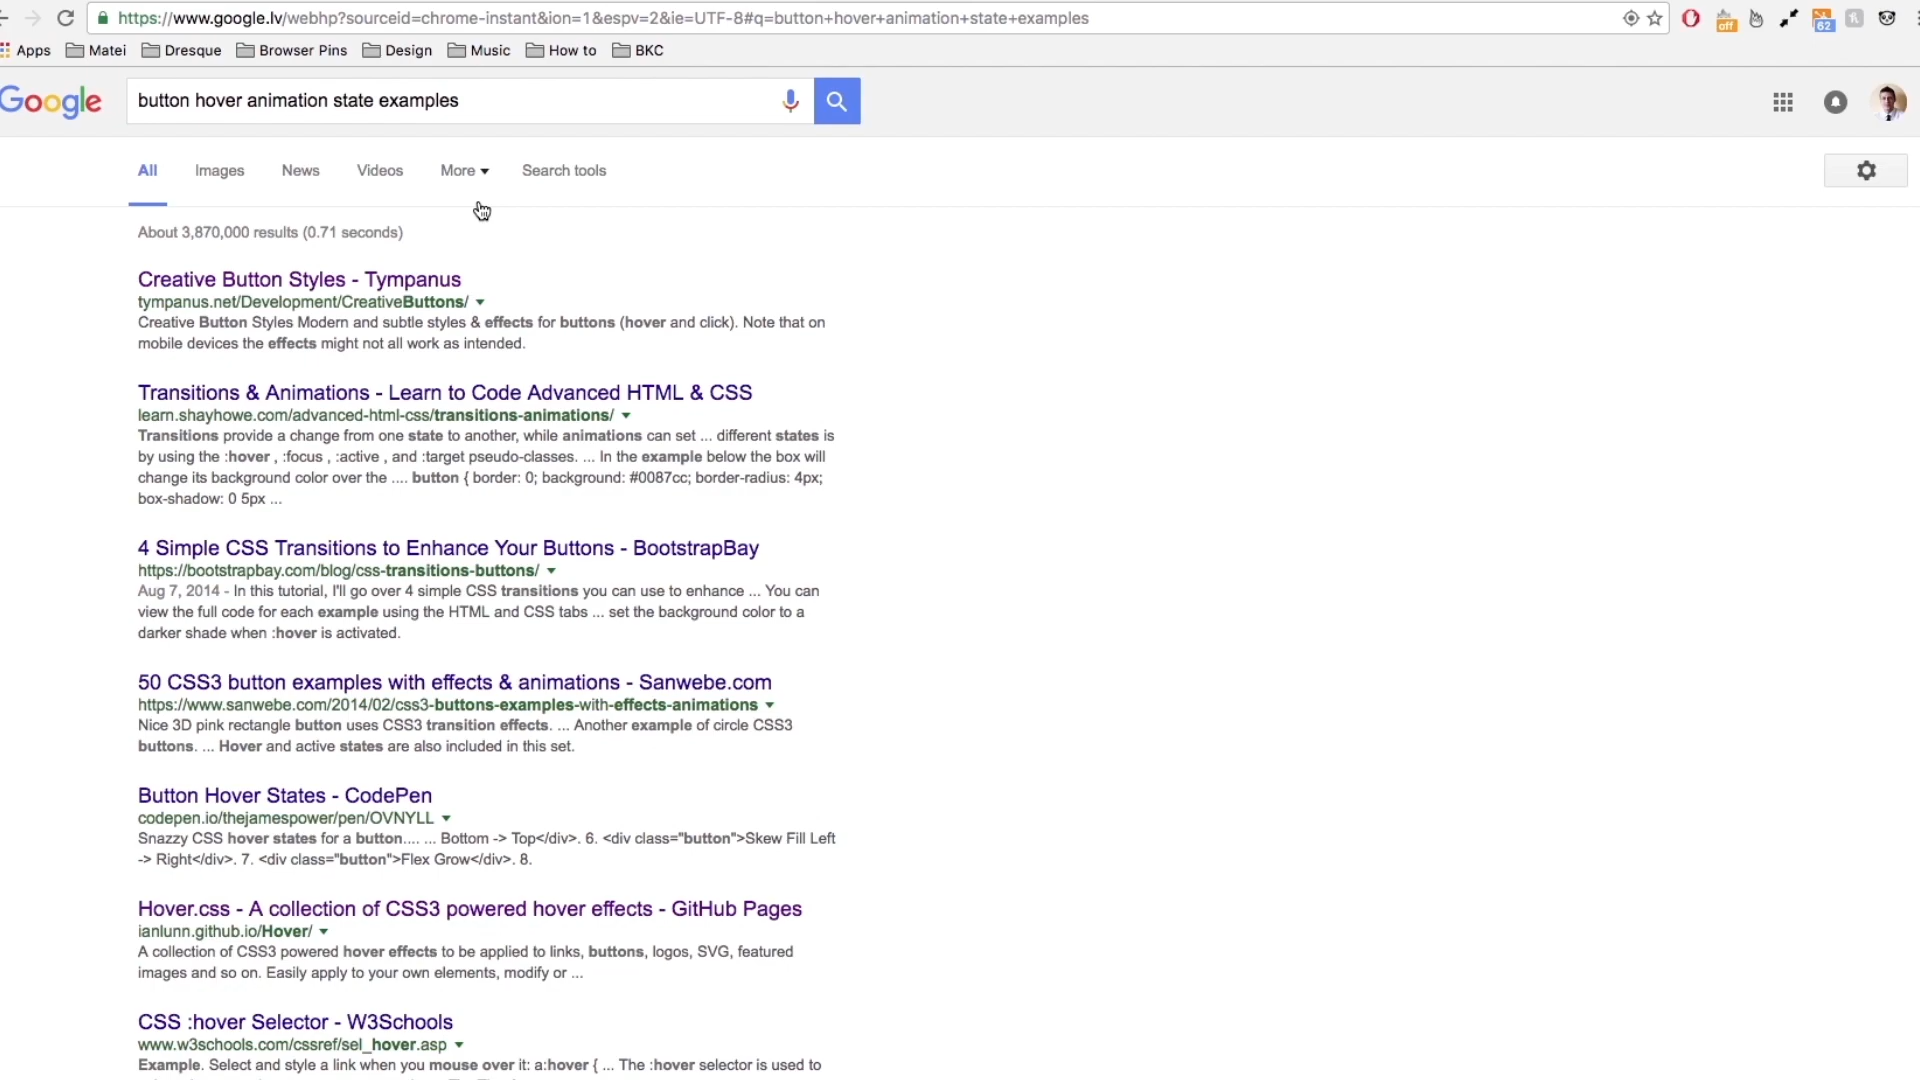 https://www.google.lv/webhp?sourceid=chrome-instant&ion=1&espv=2&ie=UTF-8#q=button+hover+animation+state+examples
off
62
Apps
Matei
Dresque
Browser Pins
Design
Music
How to
BKC
Google
button hover animation state examples
All
Images
News
Videos
More
Search tools
About 3,870,000 results (0.71 seconds)
Creative Button Styles - Tympanus
tympanus.net/Development/CreativeButtons/
Creative Button Styles Modern and subtle styles & effects for buttons (hover and click). Note that on
mobile devices the effects might not all work as intended.
Transitions & Animations - Learn to Code Advanced HTML & CSS
learn.shayhowe.com/advanced-html-css/transitions-animations/
Transitions provide a change from one state to another, while animations can set ... different states is
by using the :hover , :focus , :active , and :target pseudo-classes. ... In the example below the box will
change its background color over the .... button { border: 0; background: #0087cc; border-radius: 4px;
box-shadow: 0 5px ...
4 Simple CSS Transitions to Enhance Your Buttons - BootstrapBay
https://bootstrapbay.com/blog/css-transitions-buttons/
Aug 7, 2014 - In this tutorial, I'll go over 4 simple CSS transitions you can use to enhance ... You can
view the full code for each example using the HTML and CSS tabs ... set the background color to a
darker shade when :hover is activated.
50 CSS3 button examples with effects & animations - Sanwebe.com
https://www.sanwebe.com/2014/02/css3-buttons-examples-with-effects-animations
Nice 3D pink rectangle button uses CSS3 transition effects. ... Another example of circle CSS3
buttons. ... Hover and active states are also included in this set.
Button Hover States - CodePen
codepen.io/thejamespower/pen/OVNYLL
Snazzy CSS hover states for a button.... ... Bottom -> Top</div>. 6. <div class="button">Skew Fill Left
-> Right</div>. 7. <div class="button">Flex Grow</div>. 8.
Hover.css - A collection of CSS3 powered hover effects - GitHub Pages
ianlunn.github.io/Hover/
A collection of CSS3 powered hover effects to be applied to links, buttons, logos, SVG, featured
images and so on. Easily apply to your own elements, modify or ...
CSS :hover Selector - W3Schools
www.w3schools.com/cssref/sel_hover.asp
Example. Select and style a link when you mouse over it: a:hover { ... The :hover selector is used to